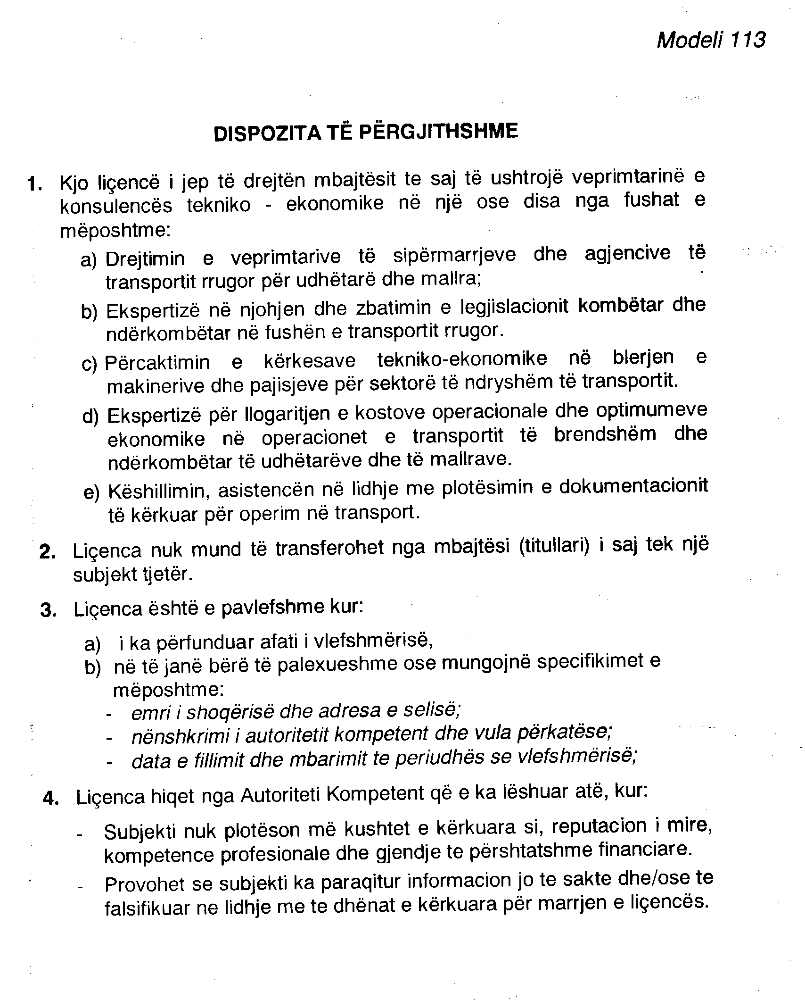 Modeli 113
DISPOZITA TË PËRGJITHSHME
1. Kjo liçencë i jep të drejtën mbajtësit te saj të ushtrojë veprimtarinë e
konsulencës tekniko - ekonomike në një ose disa nga fushat e
mëposhtme:
a) Drejtimin e veprimtarive të sipërmarrjeve dhe agjencive të
transportit rrugor për udhëtarë dhe mallra;
b) Ekspertizë në njohjen dhe zbatimin e legjislacionit kombëtar dhe
ndërkombëtar në fushën e transportit rrugor.
c) Përcaktimin e kërkesave tekniko-ekonomike në blerjen e
makinerive dhe pajisjeve për sektorë të ndryshëm të transportit.
d) Ekspertizë për llogaritjen e kostove operacionale dhe optimumeve
ekonomike në operacionet e transportit të brendshëm dhe
ndërkombëtar të udhëtarëve dhe të mallrave.
e) Këshillimin, asistencën në lidhje me plotësimin e dokumentacionit
të kërkuar për operim në transport.
2. Liçenca nuk mund të transferohet nga mbajtësi (titullari) i saj tek një
subjekt tjetër.
3. Liçenca është e pavlefshme kur:
a) i ka përfunduar afati i vlefshmërisë,
b) në të janë bërë të palexueshme ose mungojnë specifikimet e
mëposhtme:
- emri i shoqërisë dhe adresa e selisë;
- nënshkrimi i autoritetit kompetent dhe vula përkatëse;
- data e fillimit dhe mbarimit te periudhës se vlefshmërisë;
4. Liçenca hiqet nga Autoriteti Kompetent që e ka lëshuar atë, kur:
- Subjekti nuk plotëson më kushtet e kërkuara si, reputacion i mire,
kompetence profesionale dhe gjendje te përshtatshme financiare.
- Provohet se subjekti ka paraqitur informacion jo te sakte dhe/ose te
falsifikuar ne lidhje me te dhënat e kërkuara për marrjen e liçencës.